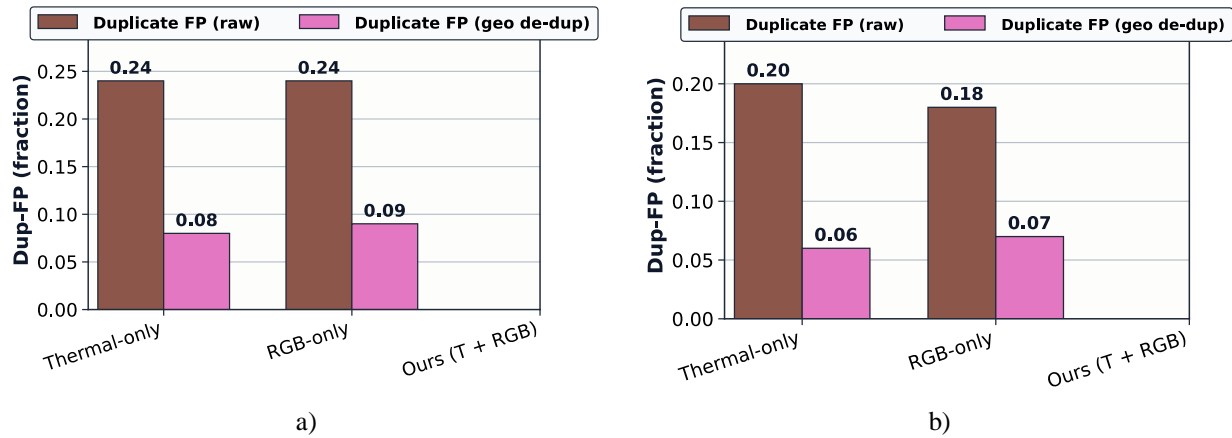 Duplicate FP (raw) Duplicate FP (geo de-dup)
Dup-FP (fraction)
0.25
0.20
0.15
0.10
0.05
0.00
0.24
0.08
0.24
0.09
Thermal-only
RGB-only
Ours (T + RGB)
a)
Duplicate FP (raw) Duplicate FP (geo de-dup)
Dup-FP (fraction)
0.20
0.15
0.10
0.05
0.00
0.20
0.06
0.18
0.07
Thermal-only
RGB-only
Ours (T + RGB)
b)